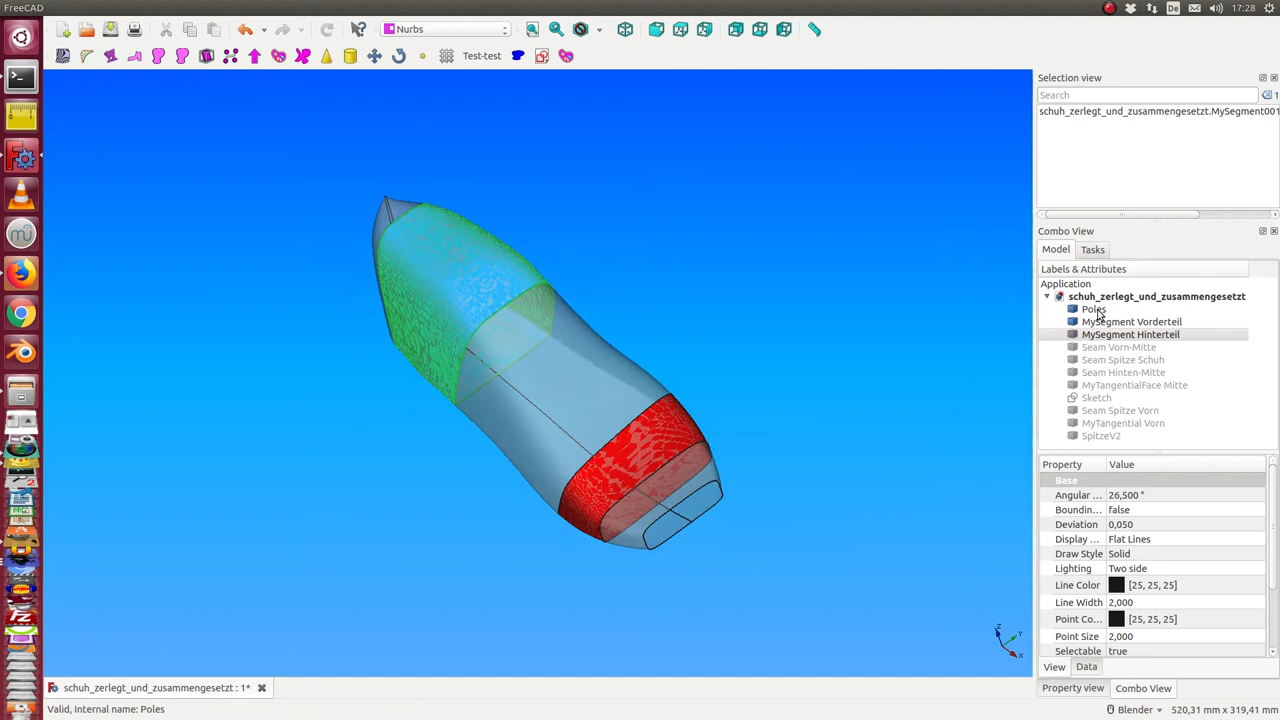 FreeCAD
De
17:28
Nurbs
Test-test
Selection view
Search
1
schuh_zerlegt_und_zusammengesetzt.MySegment001
Combo View
Model
Tasks
Labels & Attributes
Application
schuh_zerlegt_und_zusammengesetzt
Poles
MySegment Vorderteil
MySegment Hinterteil
Seam Vorn-Mitte
Seam Spitze Schuh
Seam Hinten-Mitte
MyTangentialFace Mitte
Sketch
Seam Spitze Vorn
MyTangential Vorn
SpitzeV2
Property Value
Base
Angular ... 26,500 °
Boundin... false
Deviation 0,050
Display ... Flat Lines
Draw Style Solid
Lighting Two side
Line Color [25, 25, 25]
Line Width 2,000
Point Co... [25, 25, 25]
Point Size 2,000
Selectable true
View
Data
Z
Y
X
schuh_zerlegt_und_zusammengesetzt : 1*
Property view
Combo View
Valid, Internal name: Poles
Blender
520,31 mm x 319,41 mm